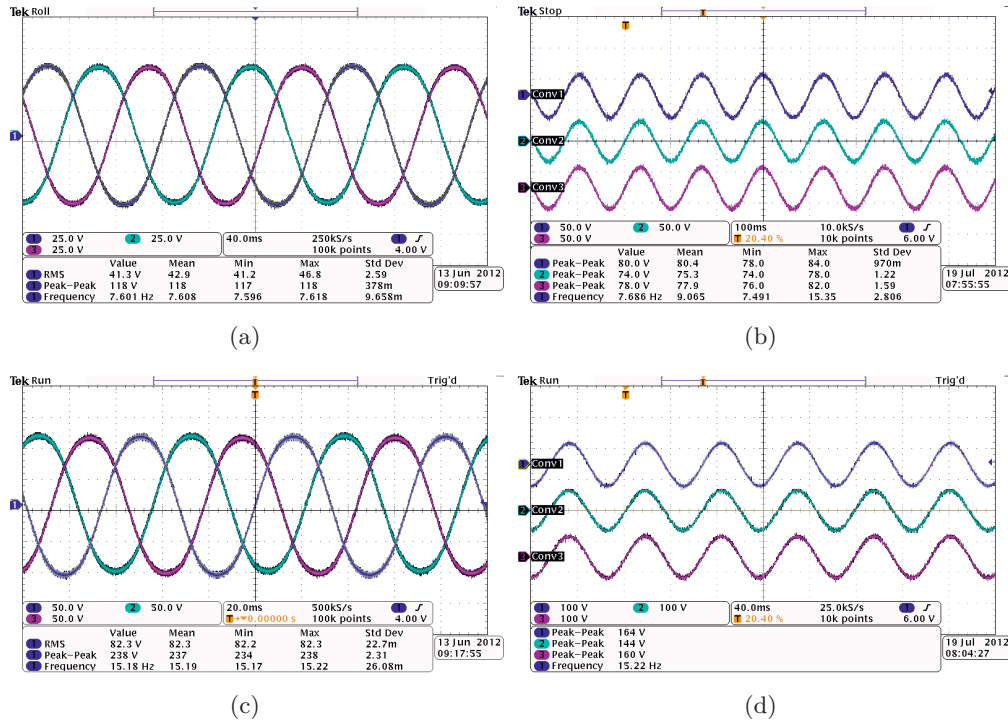 Tek Roll
1
1 25.0 V 2 25.0 V 40.0ms 250kS/s 1
3 25.0 V 100k points 4.00 V
Value Mean Min Max Std Dev
1 RMS 41.3 V 42.9 41.2 46.8 2.59
1 Peak-Peak 118 V 118 117 118 378m
1 Frequency 7.601 Hz 7.608 7.596 7.618 9.658m
13 Jun 2012
09:09:57
(a)
Tek Stop
T
T
1 Conv1
2 Conv2
3 Conv3
1 50.0 V 2 50.0 V 100ms 10.0kS/s 1
3 50.0 V T 20.40 % 10k points 6.00 V
Value Mean Min Max Std Dev
1 Peak-Peak 80.0 V 80.4 78.0 84.0 970m
2 Peak-Peak 74.0 V 75.3 74.0 78.0 1.22
3 Peak-Peak 78.0 V 77.9 76.0 82.0 1.59
1 Frequency 7.686 Hz 9.065 7.491 15.35 2.806
19 Jul 2012
07:55:55
(b)
Tek Run Trig'd
T
T
1
1 50.0 V 2 50.0 V 20.0ms 500kS/s 1
3 50.0 V T→▼0.00000 s 100k points 4.00 V
Value Mean Min Max Std Dev
1 RMS 82.3 V 82.3 82.2 82.3 22.7m
1 Peak-Peak 238 V 237 234 238 2.31
1 Frequency 15.18 Hz 15.19 15.17 15.22 26.08m
13 Jun 2012
09:17:55
(c)
Tek Run Trig'd
T
T
1 Conv1
2 Conv2
3 Conv3
1 100 V 2 100 V 40.0ms 25.0kS/s 1
3 100 V T 20.40 % 10k points 6.00 V
1 Peak-Peak 164 V
2 Peak-Peak 144 V
3 Peak-Peak 160 V
1 Frequency 15.22 Hz
19 Jul 2012
08:04:27
(d)